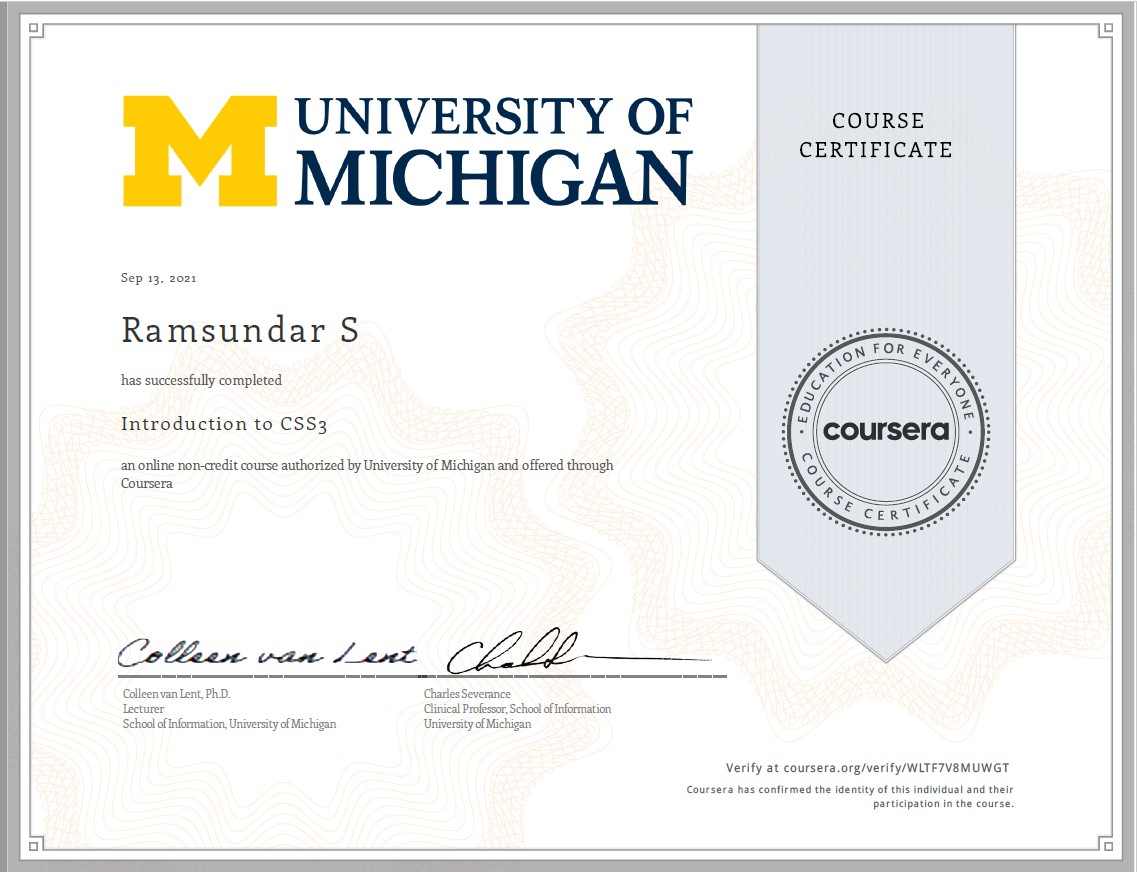 UNIVERSITY OF
MICHIGAN
COURSE
CERTIFICATE
Sep 13, 2021
Ramsundar S
has successfully completed
Introduction to CSS3
an online non-credit course authorized by University of Michigan and offered through
Coursera
EDUCATION FOR EVERYONE
coursera
COURSE CERTIFICATE
Colleen van Lent
Colleen van Lent, Ph.D.
Lecturer
School of Information, University of Michigan
Charles Severance
Clinical Professor, School of Information
University of Michigan
Verify at coursera.org/verify/WLTF7V8MUWGT
Coursera has confirmed the identity of this individual and their
participation in the course.